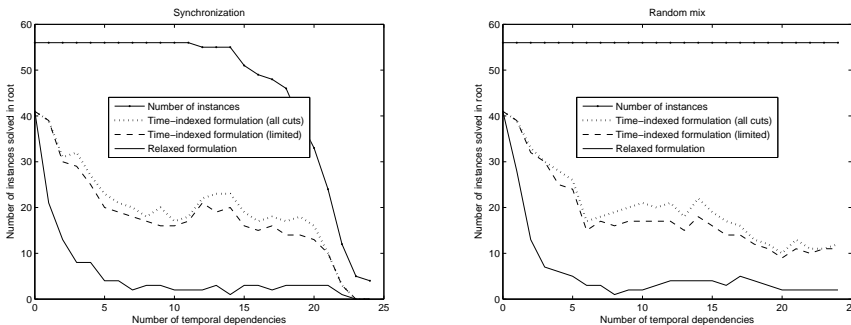 Synchronization
60
50
40
30
20
10
0
Number of instances solved in root
Number of instances
Time−indexed formulation (all cuts)
Time−indexed formulation (limited)
Relaxed formulation
0 5 10 15 20 25
Number of temporal dependencies
Random mix
60
50
40
30
20
10
0
Number of instances solved in root
Number of instances
Time−indexed formulation (all cuts)
Time−indexed formulation (limited)
Relaxed formulation
0 5 10 15 20 25
Number of temporal dependencies